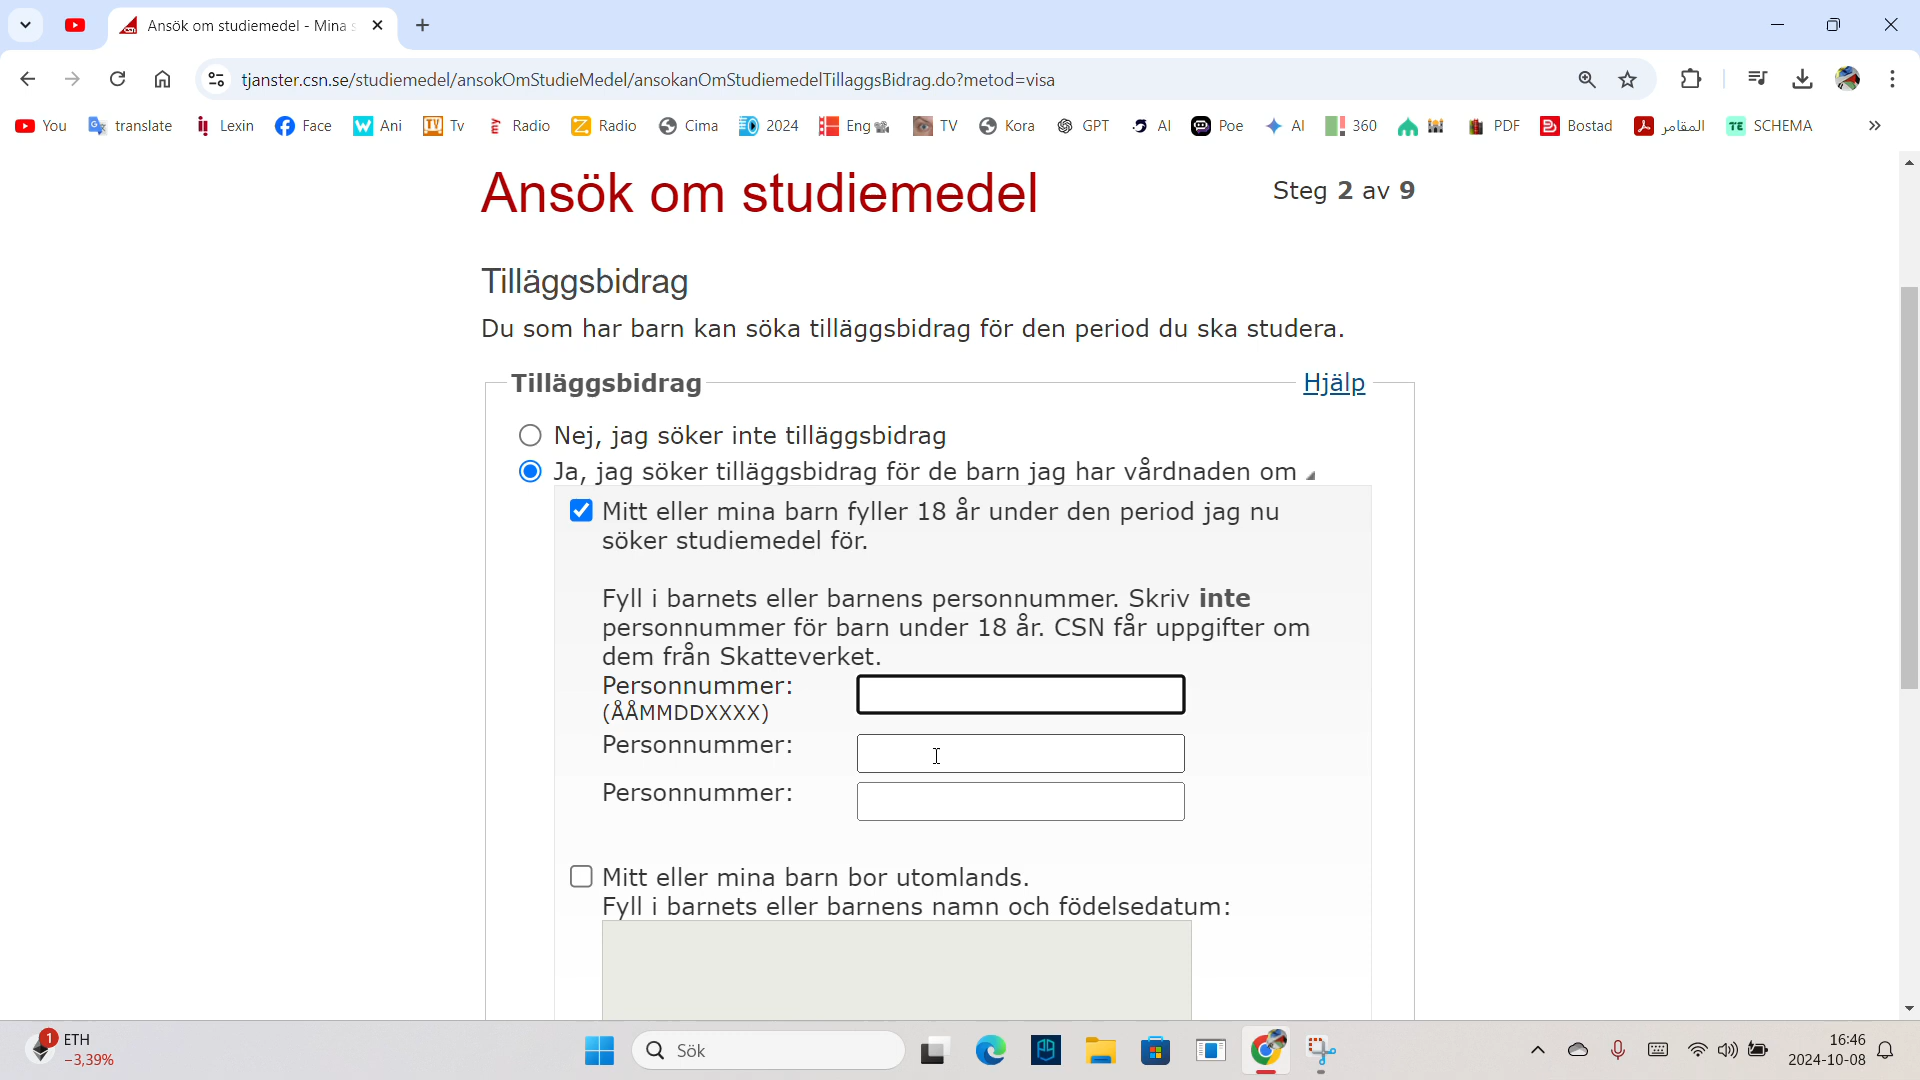 Ansök om studiemedel - Mina s
tjanster.csn.se/studiemedel/ansokOmStudieMedel/ansokanOmStudiemedelTillaggsBidrag.do?metod=visa
You translate Lexin Face Ani Tv Radio Radio Cima 2024 Eng TV Kora GPT AI Poe AI 360 PDF Bostad المقامر SCHEMA
Ansök om studiemedel
Steg 2 av 9
Tilläggsbidrag
Du som har barn kan söka tilläggsbidrag för den period du ska studera.
Tilläggsbidrag
Hjälp
Nej, jag söker inte tilläggsbidrag
Ja, jag söker tilläggsbidrag för de barn jag har vårdnaden om
Mitt eller mina barn fyller 18 år under den period jag nu
söker studiemedel för.
Fyll i barnets eller barnens personnummer. Skriv inte
personnummer för barn under 18 år. CSN får uppgifter om
dem från Skatteverket.
Personnummer:
(ÅÅMMDDXXXX)
Personnummer:
Personnummer:
Mitt eller mina barn bor utomlands.
Fyll i barnets eller barnens namn och födelsedatum:
1
ETH
-3,39%
Sök
16:46
2024-10-08